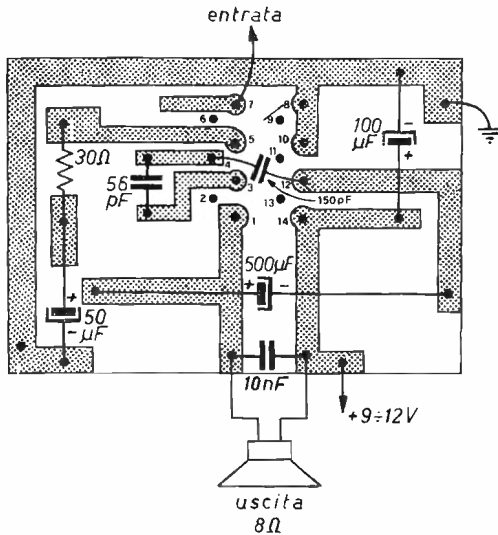 entrata
7
8
6
9
5
10
100
µF
-
+
30Ω
11
4
56
pF
3
12
150pF
2
13
1
14
500µF
+ -
+
50
µF
-
10nF
+9÷12V
uscita
8Ω